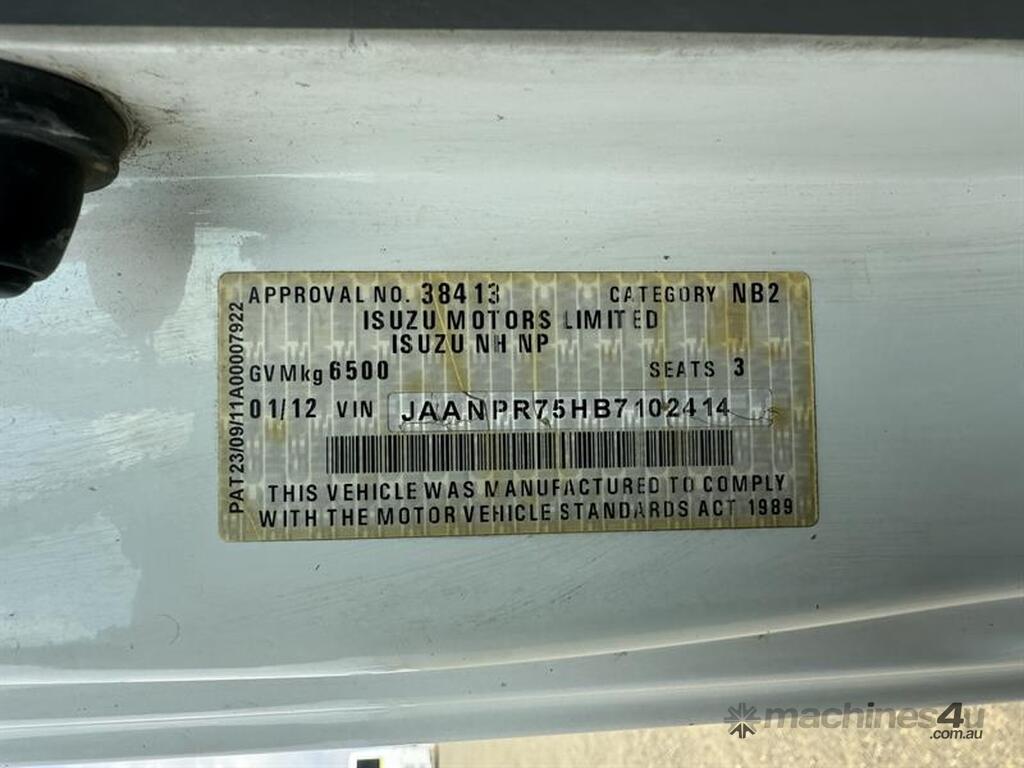 APPROVAL NO. 38413 CATEGORY NB2
ISUZU MOTORS LIMITED
ISUZU NH NP
GVMkg 6500 SEATS 3
01/12 VIN JAANPR75HB7102414
THIS VEHICLE WAS MANUFACTURED TO COMPLY
WITH THE MOTOR VEHICLE STANDARDS ACT 1989
PAT23/09/11A00007922
machines4u
.com.au